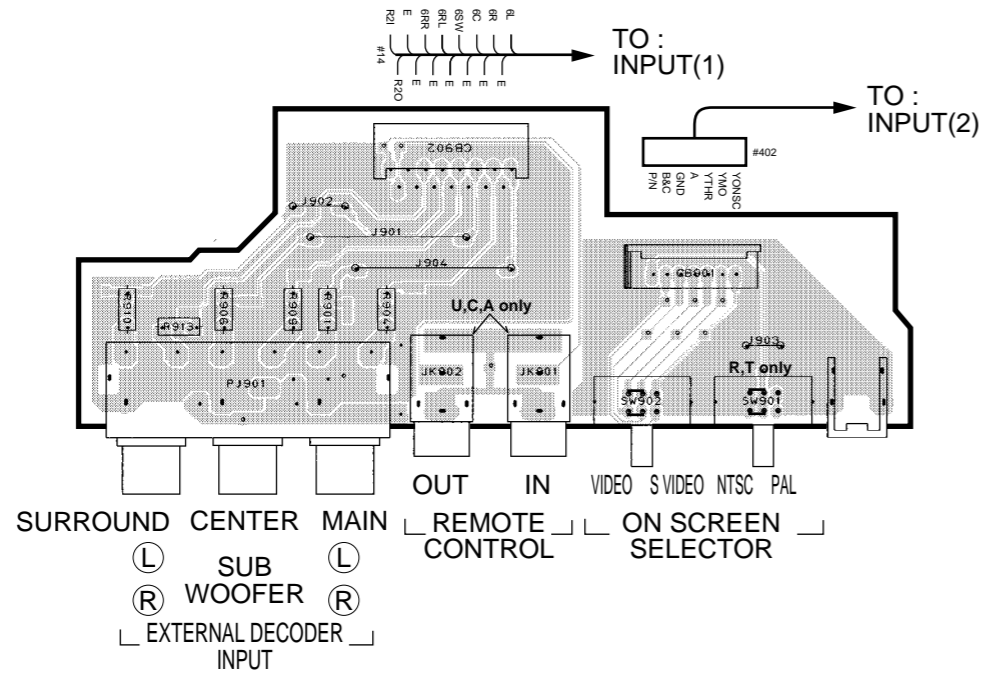 R2I E 6RR 6RL 6SW 6C 6R 6L
#14
R2O E E E E E E
TO :
INPUT(1)
TO :
INPUT(2)
#402
P/N B&C GND A YTHR YMO YONSC
CB902
J902
J901
J904
CB901
R910
R913
R906
R909
R901
R904
U,C,A only
J903
R,T only
PJ901
JK902
JK901
SW902
SW901
OUT IN
VIDEO S VIDEO NTSC PAL
SURROUND CENTER MAIN
REMOTE
CONTROL
ON SCREEN
SELECTOR
L L
SUB
WOOFER
R R
EXTERNAL DECODER
INPUT